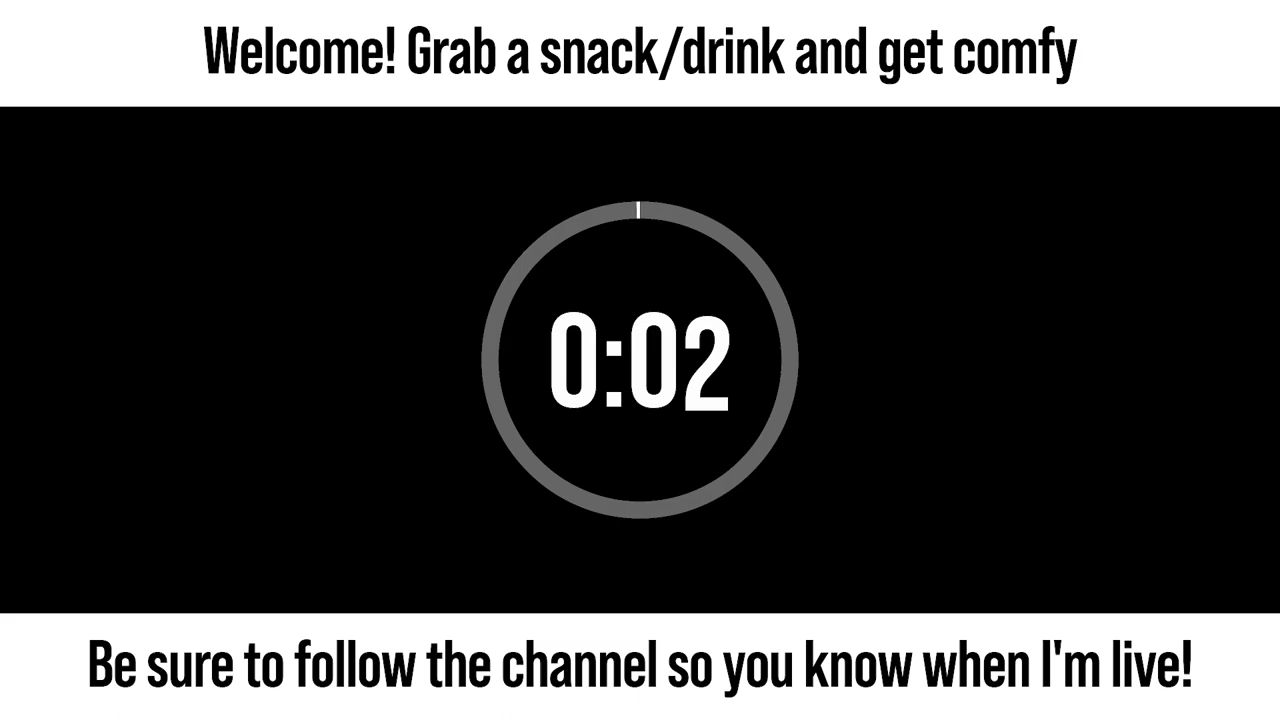 Welcome! Grab a snack/drink and get comfy
0:02
Be sure to follow the channel so you know when I'm live!